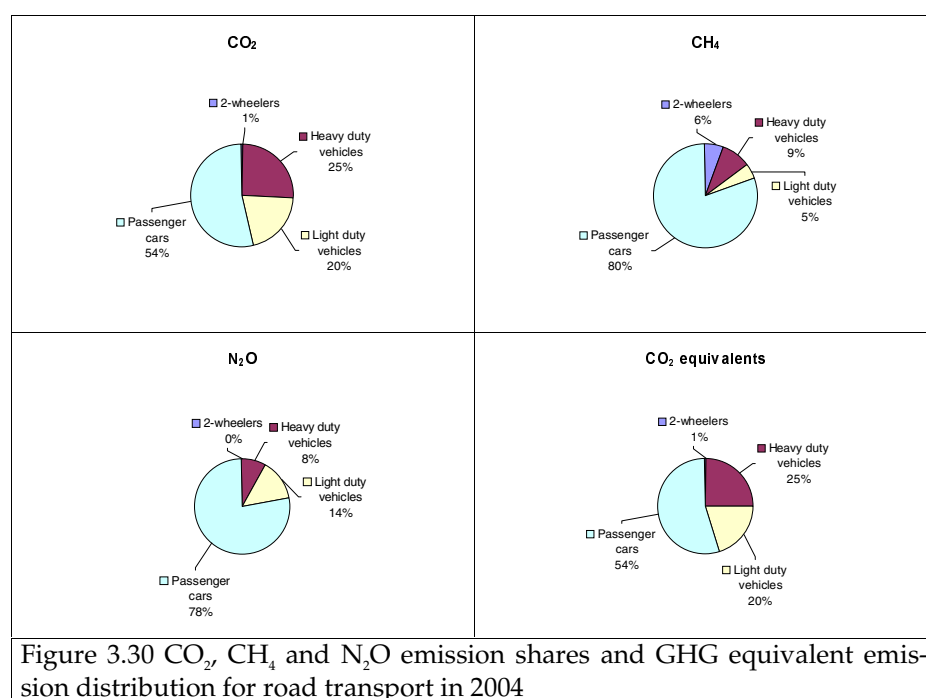 CO₂
2-wheelers
1%
Heavy duty
vehicles
25%
Light duty
vehicles
20%
Passenger
cars
54%
CH₄
2-wheelers
6%
Heavy duty
vehicles
9%
Light duty
vehicles
5%
Passenger
cars
80%
N₂O
2-wheelers
0%
Heavy duty
vehicles
8%
Light duty
vehicles
14%
Passenger
cars
78%
CO₂ equivalents
2-wheelers
1%
Heavy duty
vehicles
25%
Light duty
vehicles
20%
Passenger
cars
54%
Figure 3.30 CO₂, CH₄ and N₂O emission shares and GHG equivalent emis-
sion distribution for road transport in 2004